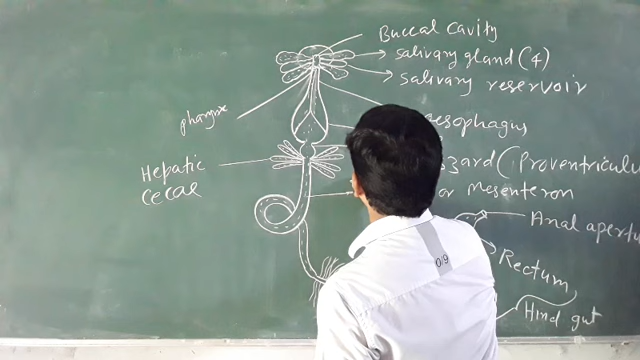 Buccal cavity
Salivary gland (4)
Salivary reservoir
pharynx
esophagus
Hepatic
cecae
zard (Proventriculu
or mesenteron
Anal apertu
Rectum
Hind gut
09